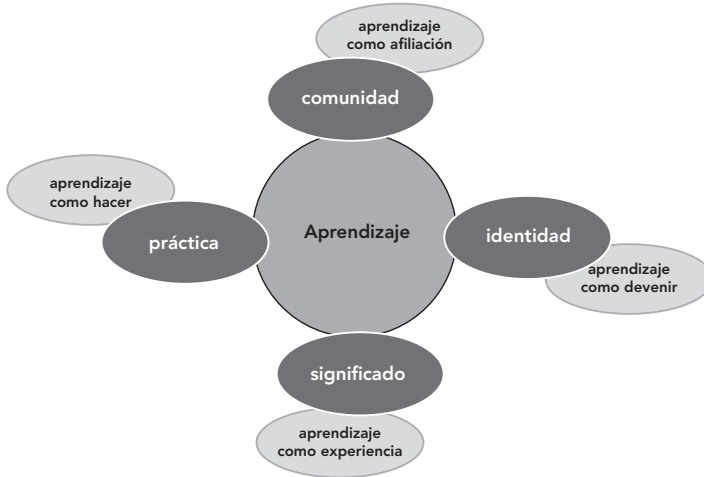 aprendizaje
como afiliación
comunidad
aprendizaje
como hacer
práctica
Aprendizaje
identidad
aprendizaje
como devenir
significado
aprendizaje
como experiencia